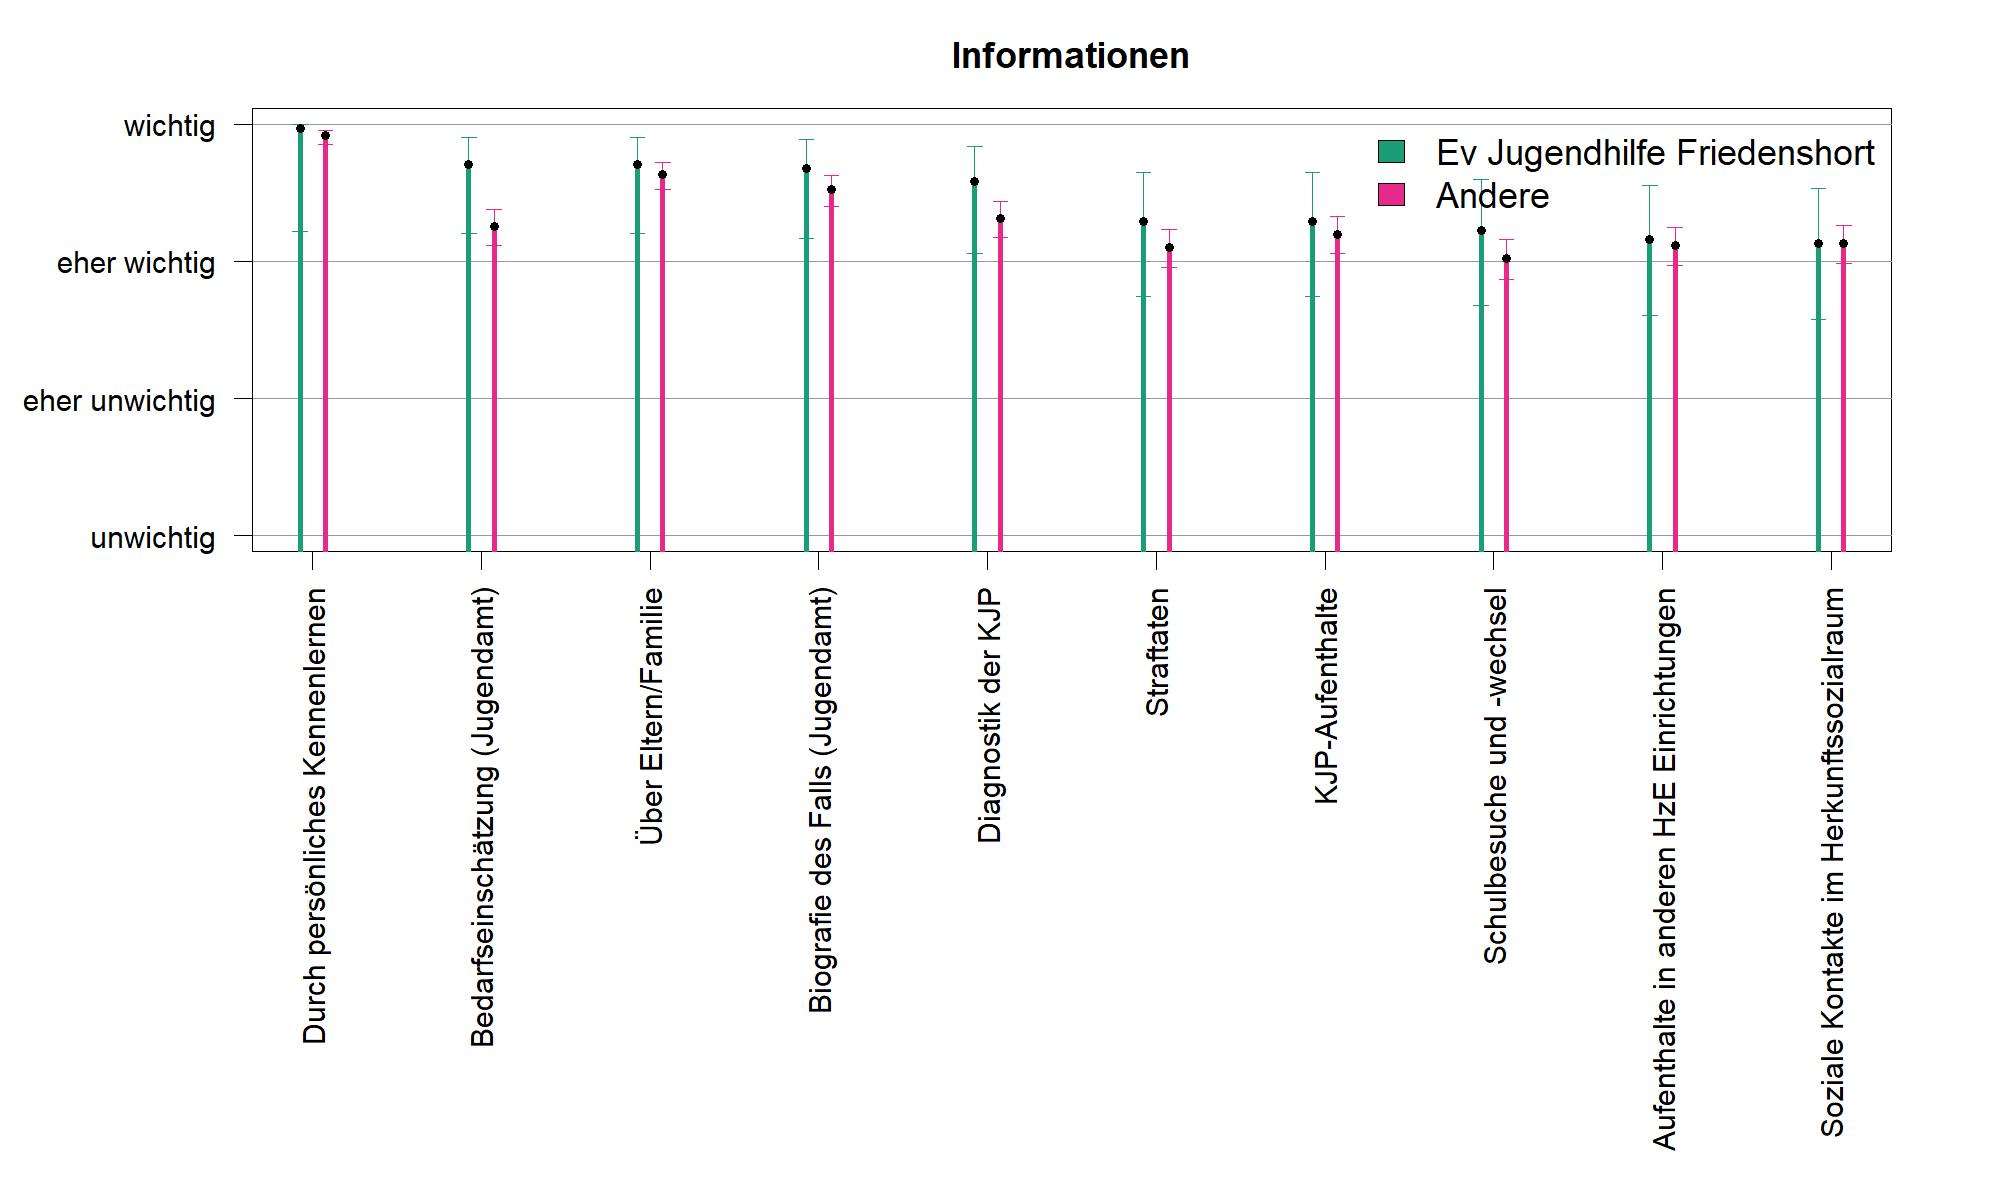 Informationen
wichtig
eher wichtig
eher unwichtig
unwichtig
Ev Jugendhilfe Friedenshort
Andere
Durch persönliches Kennenlernen
Bedarfseinschätzung (Jugendamt)
Über Eltern/Familie
Biografie des Falls (Jugendamt)
Diagnostik der KJP
Straftaten
KJP-Aufenthalte
Schulbesuche und -wechsel
Aufenthalte in anderen HzE Einrichtungen
Soziale Kontakte im Herkunftssozialraum